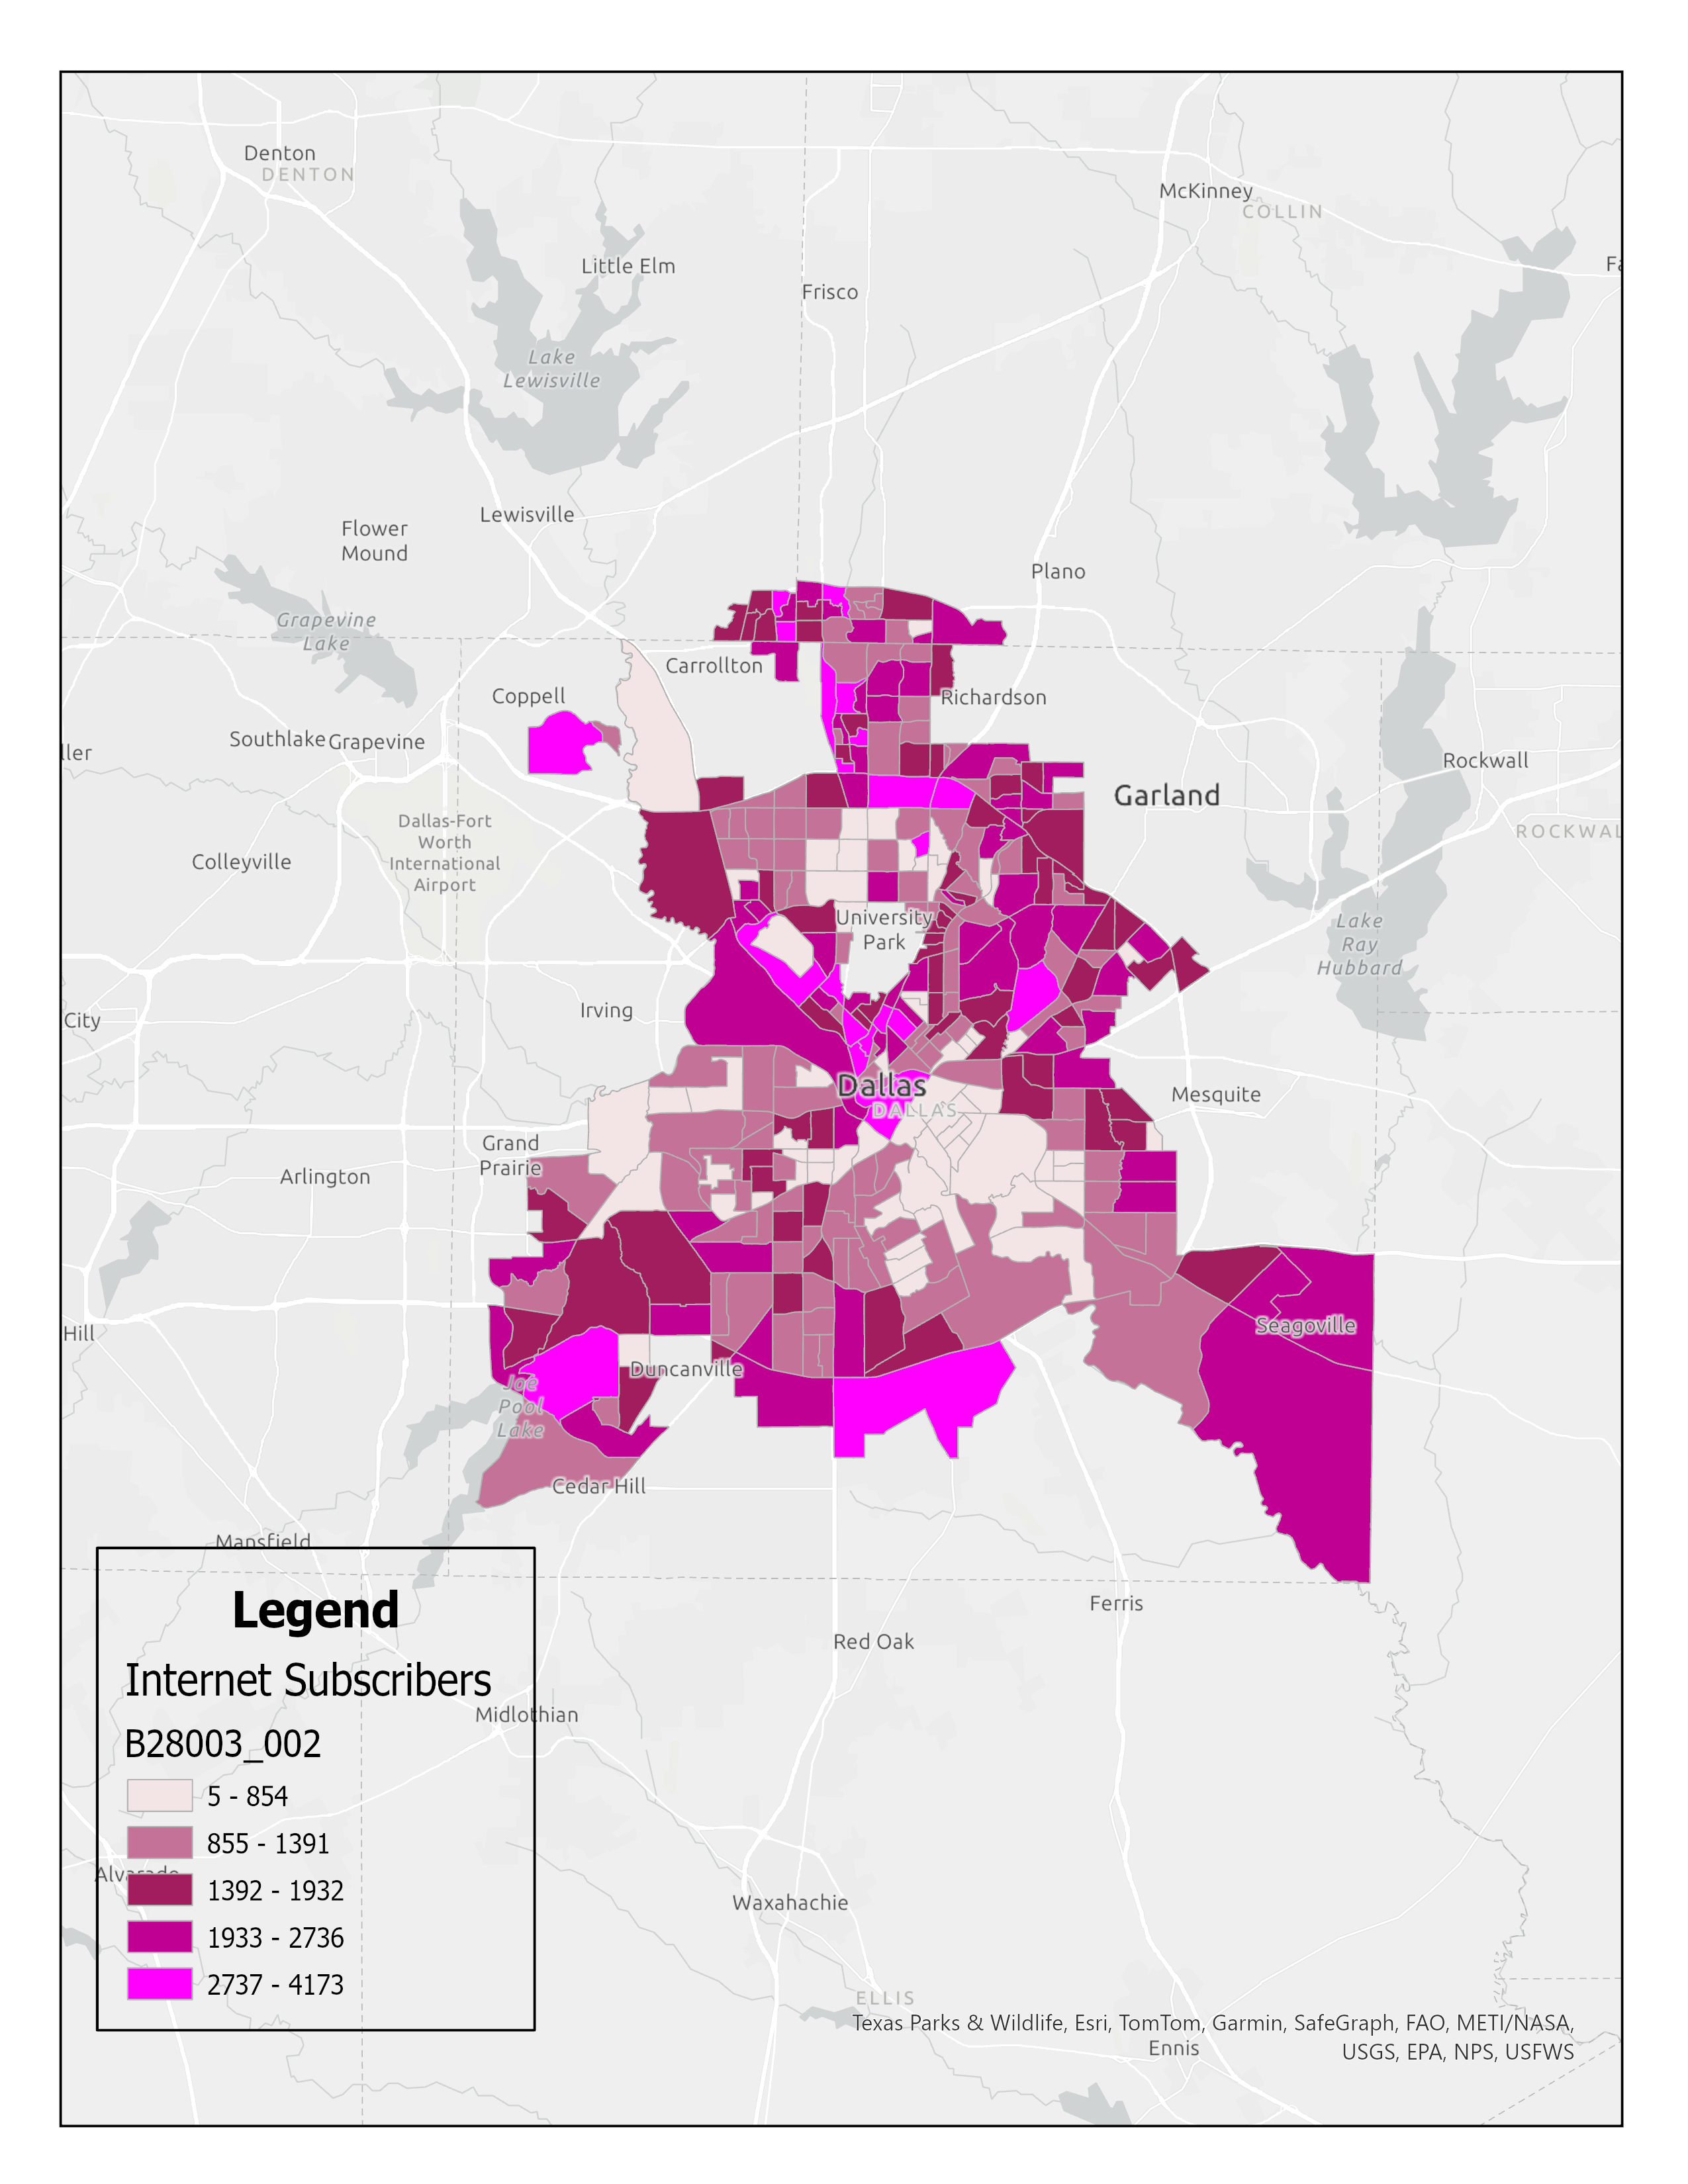 Denton
DENTON
McKinney
COLLIN
Little Elm
Frisco
Fa
Lake
Lewisville
Lewisville
Flower
Mound
Plano
Grapevine
Lake
Carrollton
Coppell
Richardson
Southlake
Grapevine
ller
Rockwall
Garland
ROCKWAL
Dallas-Fort
Worth
International
Airport
Colleyville
University
Park
Lake
Ray
Hubbard
Irving
City
Dallas
DALLAS
Mesquite
Grand
Prairie
Arlington
Hill
Seagoville
Duncanville
Joe
Pool
Lake
Cedar Hill
Mansfield
Ferris
Red Oak
Legend
Internet Subscribers
Midlothian
B28003_002
5 - 854
855 - 1391
Alvarado
1392 - 1932
Waxahachie
1933 - 2736
2737 - 4173
ELLIS
Texas Parks & Wildlife, Esri, TomTom, Garmin, SafeGraph, FAO, METI/NASA,
USGS, EPA, NPS, USFWS
Ennis